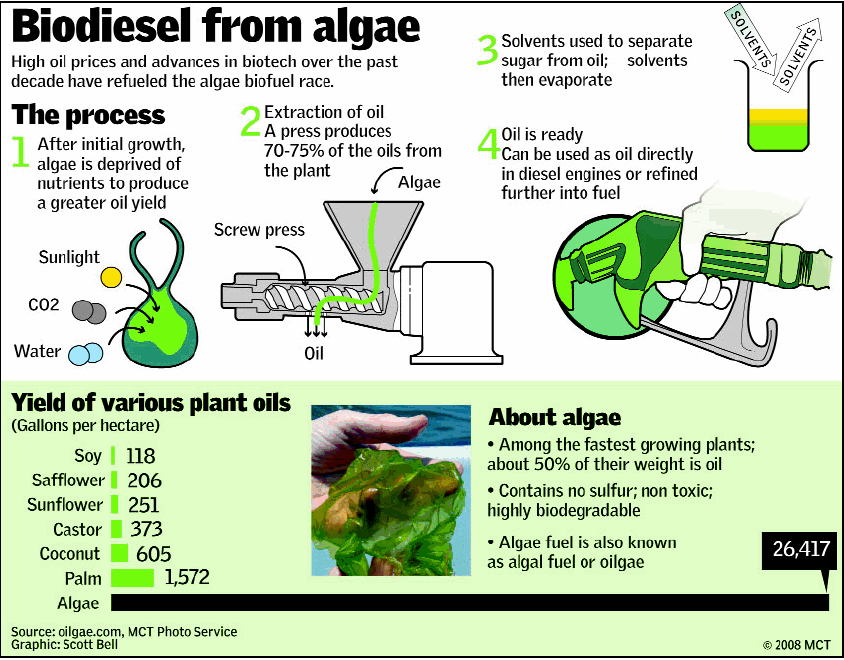 Biodiesel from algae
High oil prices and advances in biotech over the past
decade have refueled the algae biofuel race.
The process
1 After initial growth,
algae is deprived of
nutrients to produce
a greater oil yield
Sunlight
CO2
Water
2 Extraction of oil
A press produces
70-75% of the oils from
the plant
Algae
Screw press
Oil
3 Solvents used to separate
sugar from oil; solvents
then evaporate
SOLVENTS
SOLVENTS
4 Oil is ready
Can be used as oil directly
in diesel engines or refined
further into fuel
Yield of various plant oils
(Gallons per hectare)
Soy 118
Safflower 206
Sunflower 251
Castor 373
Coconut 605
Palm 1,572
Algae 26,417
About algae
• Among the fastest growing plants;
about 50% of their weight is oil
• Contains no sulfur; non toxic;
highly biodegradable
• Algae fuel is also known
as algal fuel or oilgae
Source: oilgae.com, MCT Photo Service
Graphic: Scott Bell
© 2008 MCT